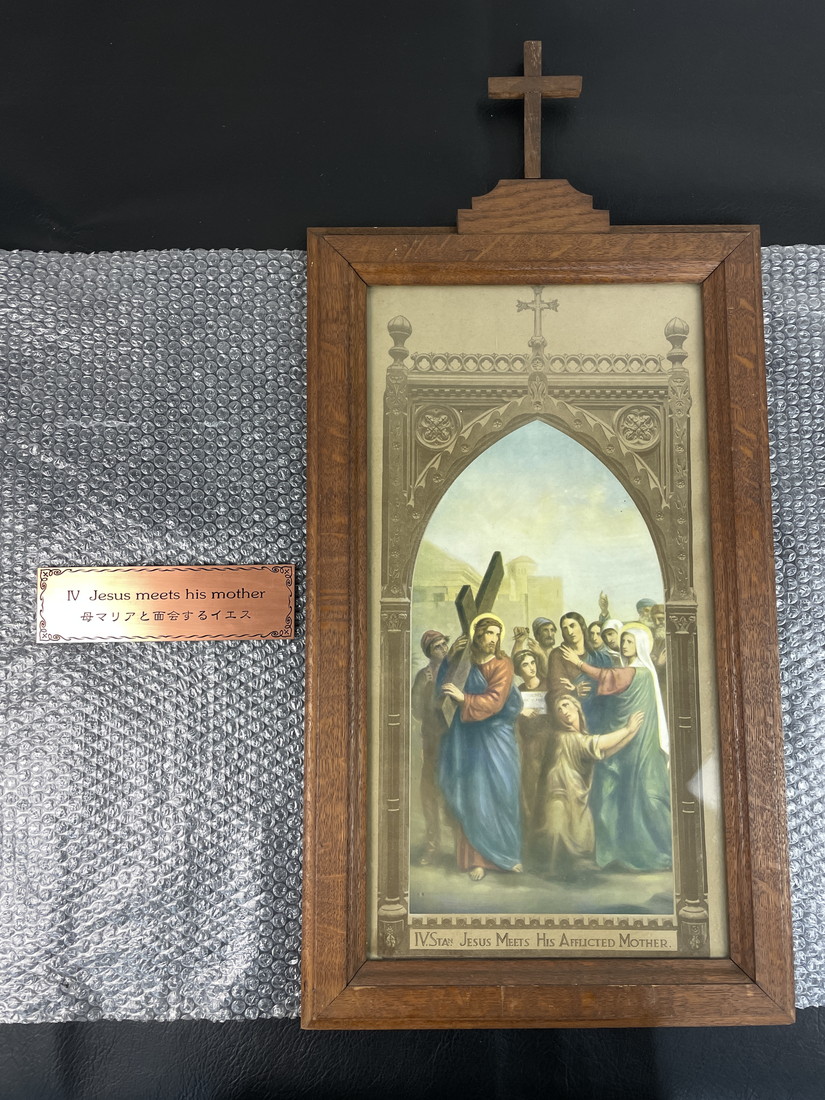 IV Jesus meets his mother
母マリアと面会するイエス
IV. STAN JESUS MEETS HIS AFFLICTED MOTHER.